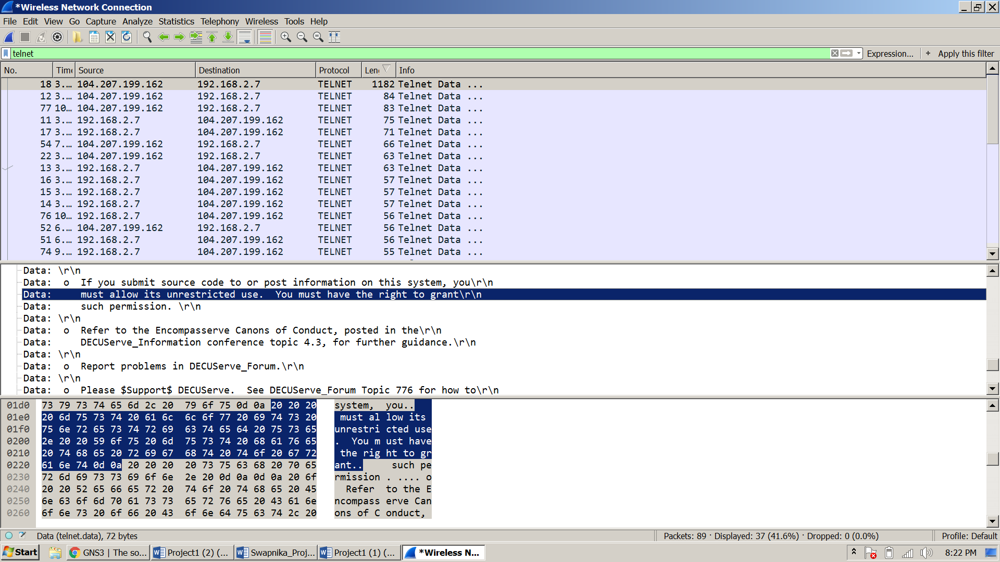 *Wireless Network Connection
File Edit View Go Capture Analyze Statistics Telephony Wireless Tools Help
telnet
Expression... + Apply this filter
No. Time Source Destination Protocol Len Info
18 3.... 104.207.199.162 192.168.2.7 TELNET 1182 Telnet Data ...
12 3.... 104.207.199.162 192.168.2.7 TELNET 84 Telnet Data ...
77 10... 104.207.199.162 192.168.2.7 TELNET 83 Telnet Data ...
11 3.... 192.168.2.7 104.207.199.162 TELNET 75 Telnet Data ...
17 3.... 192.168.2.7 104.207.199.162 TELNET 71 Telnet Data ...
54 7.... 104.207.199.162 192.168.2.7 TELNET 66 Telnet Data ...
22 3.... 104.207.199.162 192.168.2.7 TELNET 63 Telnet Data ...
13 3.... 192.168.2.7 104.207.199.162 TELNET 63 Telnet Data ...
16 3.... 192.168.2.7 104.207.199.162 TELNET 57 Telnet Data ...
15 3.... 192.168.2.7 104.207.199.162 TELNET 57 Telnet Data ...
14 3.... 192.168.2.7 104.207.199.162 TELNET 57 Telnet Data ...
76 10... 192.168.2.7 104.207.199.162 TELNET 56 Telnet Data ...
52 6.... 104.207.199.162 192.168.2.7 TELNET 56 Telnet Data ...
51 6.... 192.168.2.7 104.207.199.162 TELNET 56 Telnet Data ...
74 9.... 192.168.2.7 104.207.199.162 TELNET 55 Telnet Data ...
Data: \r\n
Data:  o  If you submit source code to or post information on this system, you\r\n
Data:     must allow its unrestricted use.  You must have the right to grant\r\n
Data:     such permission. \r\n
Data: \r\n
Data:  o  Refer to the Encompasserve Canons of Conduct, posted in the\r\n
Data:     DECUServe_Information conference topic 4.3, for further guidance.\r\n
Data: \r\n
Data:  o  Report problems in DECUServe_Forum.\r\n
Data: \r\n
Data:  o  Please $Support$ DECUServe.  See DECUServe_Forum Topic 776 for how to\r\n
01d0 73 79 73 74 65 6d 2c 20 79 6f 75 0d 0a 20 20 20 system, you..
01e0 20 6d 75 73 74 20 61 6c 6c 6f 77 20 69 74 73 20 must al low its
01f0 75 6e 72 65 73 74 72 69 63 74 65 64 20 75 73 65 unrestri cted use
0200 2e 20 20 59 6f 75 20 6d 75 73 74 20 68 61 76 65 . You m ust have
0210 20 74 68 65 20 72 69 67 68 74 20 74 6f 20 67 72 the rig ht to gr
0220 61 6e 74 0d 0a 20 20 20 20 73 75 63 68 20 70 65 ant.. such pe
0230 72 6d 69 73 73 69 6f 6e 2e 20 0d 0a 0d 0a 20 6f rmission . .... o
0240 20 20 52 65 66 65 72 20 74 6f 20 74 68 65 20 45 Refer to the E
0250 6e 63 6f 6d 70 61 73 73 65 72 76 65 20 43 61 6e ncompass erve Can
0260 6f 6e 73 20 6f 66 20 43 6f 6e 64 75 63 74 2c 20 ons of C onduct,
Data (telnet.data), 72 bytes Packets: 89 · Displayed: 37 (41.6%) · Dropped: 0 (0.0%) Profile: Default
Start GNS3 | The so... Project1 (2) (... Swapnika_Proj... Project1 (1) (... *Wireless N... 8:22 PM